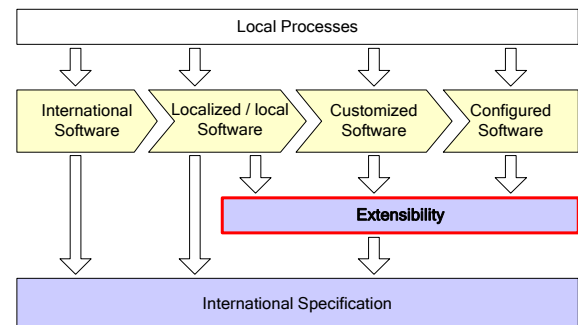 Local Processes
International
Software
Localized / local
Software
Customized
Software
Configured
Software
Extensibility
International Specification